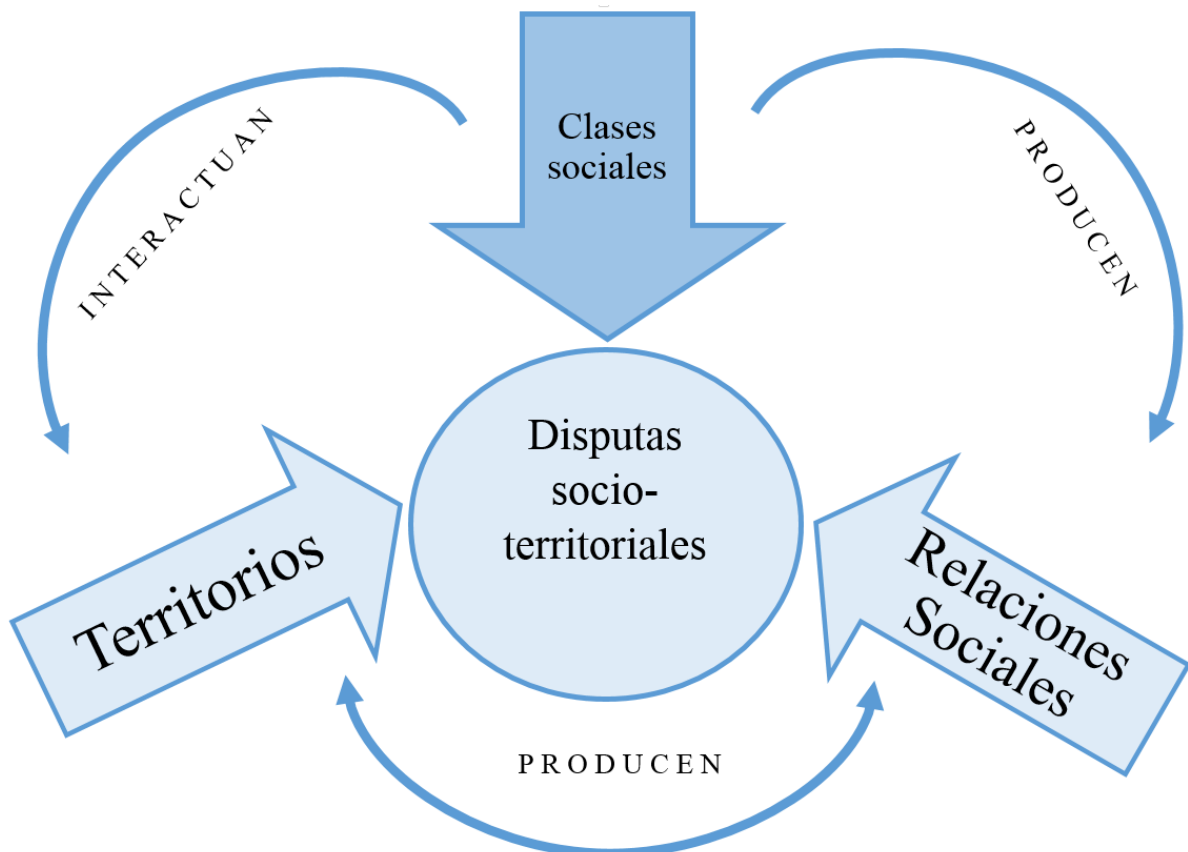 Clases
sociales
INTERACTUAN
PRODUCEN
Disputas
socio-
territoriales
Territorios
Relaciones
Sociales
PRODUCEN